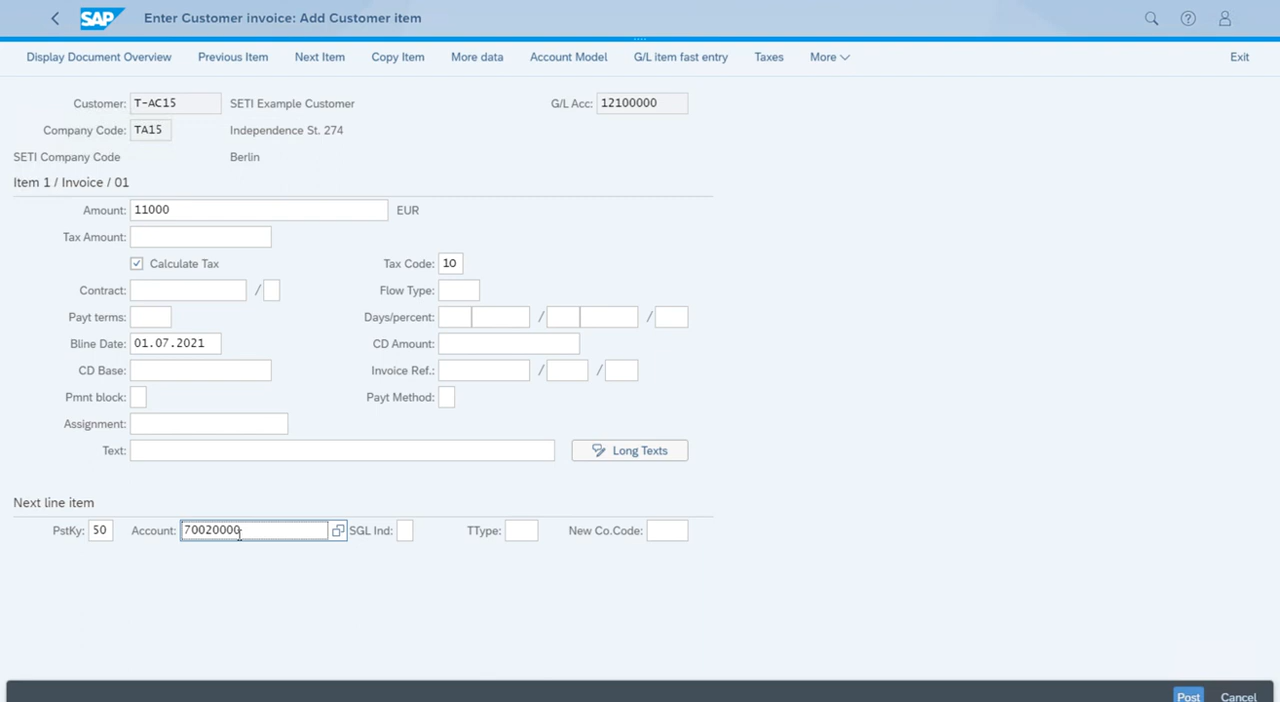 SAP Enter Customer invoice: Add Customer item
Display Document Overview Previous Item Next Item Copy Item More data Account Model G/L item fast entry Taxes More Exit
Customer: T-AC15 SETI Example Customer G/L Acc: 12100000
Company Code: TA15 Independence St. 274
SETI Company Code Berlin
Item 1 / Invoice / 01
Amount: 11000 EUR
Tax Amount:
Calculate Tax Tax Code: 10
Contract: / Flow Type:
Payt terms: Days/percent: / /
Bline Date: 01.07.2021 CD Amount:
CD Base: Invoice Ref.: / /
Pmnt block: Payt Method:
Assignment:
Text: Long Texts
Next line item
PstKy: 50 Account: 70020000 SGL Ind: TType: New Co.Code:
Post Cancel